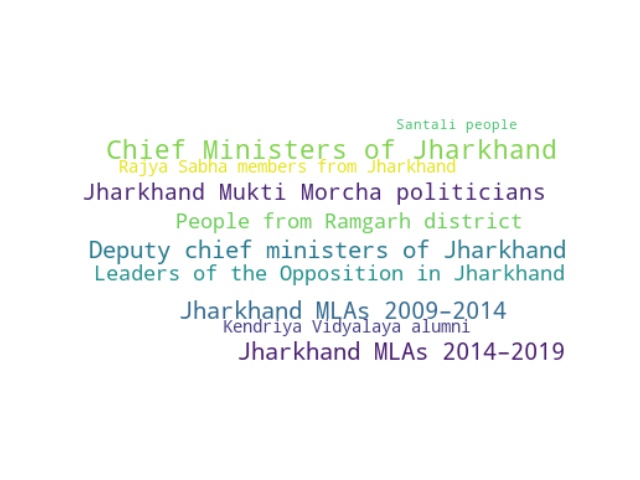 Santali people
Chief Ministers of Jharkhand
Rajya Sabha members from Jharkhand
Jharkhand Mukti Morcha politicians
People from Ramgarh district
Deputy chief ministers of Jharkhand
Leaders of the Opposition in Jharkhand
Jharkhand MLAs 2009–2014
Kendriya Vidyalaya alumni
Jharkhand MLAs 2014–2019